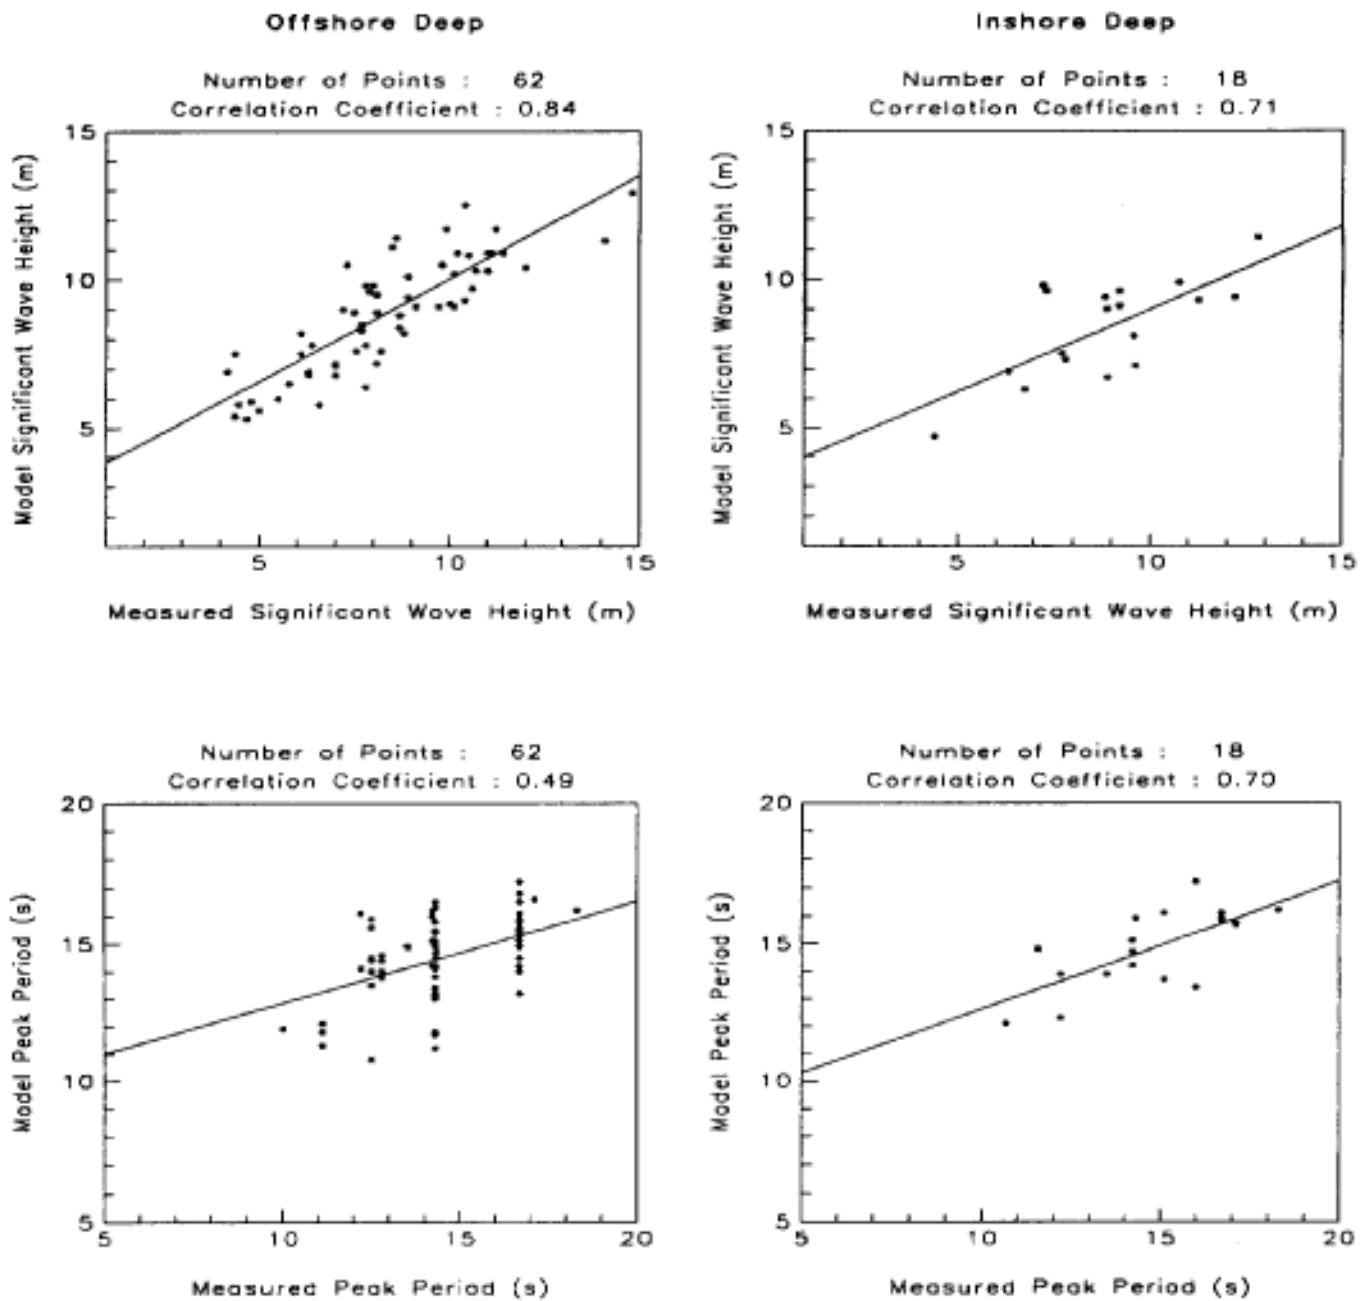 Offshore Deep
Number of Points : 62
Correlation Coefficient : 0.84
15
10
5
5 10 15
Model Significant Wave Height (m)
Measured Significant Wave Height (m)
Inshore Deep
Number of Points : 18
Correlation Coefficient : 0.71
15
10
5
5 10 15
Model Significant Wave Height (m)
Measured Significant Wave Height (m)
Number of Points : 62
Correlation Coefficient : 0.49
20
15
10
5
5 10 15 20
Model Peak Period (s)
Measured Peak Period (s)
Number of Points : 18
Correlation Coefficient : 0.70
20
15
10
5
5 10 15 20
Model Peak Period (s)
Measured Peak Period (s)